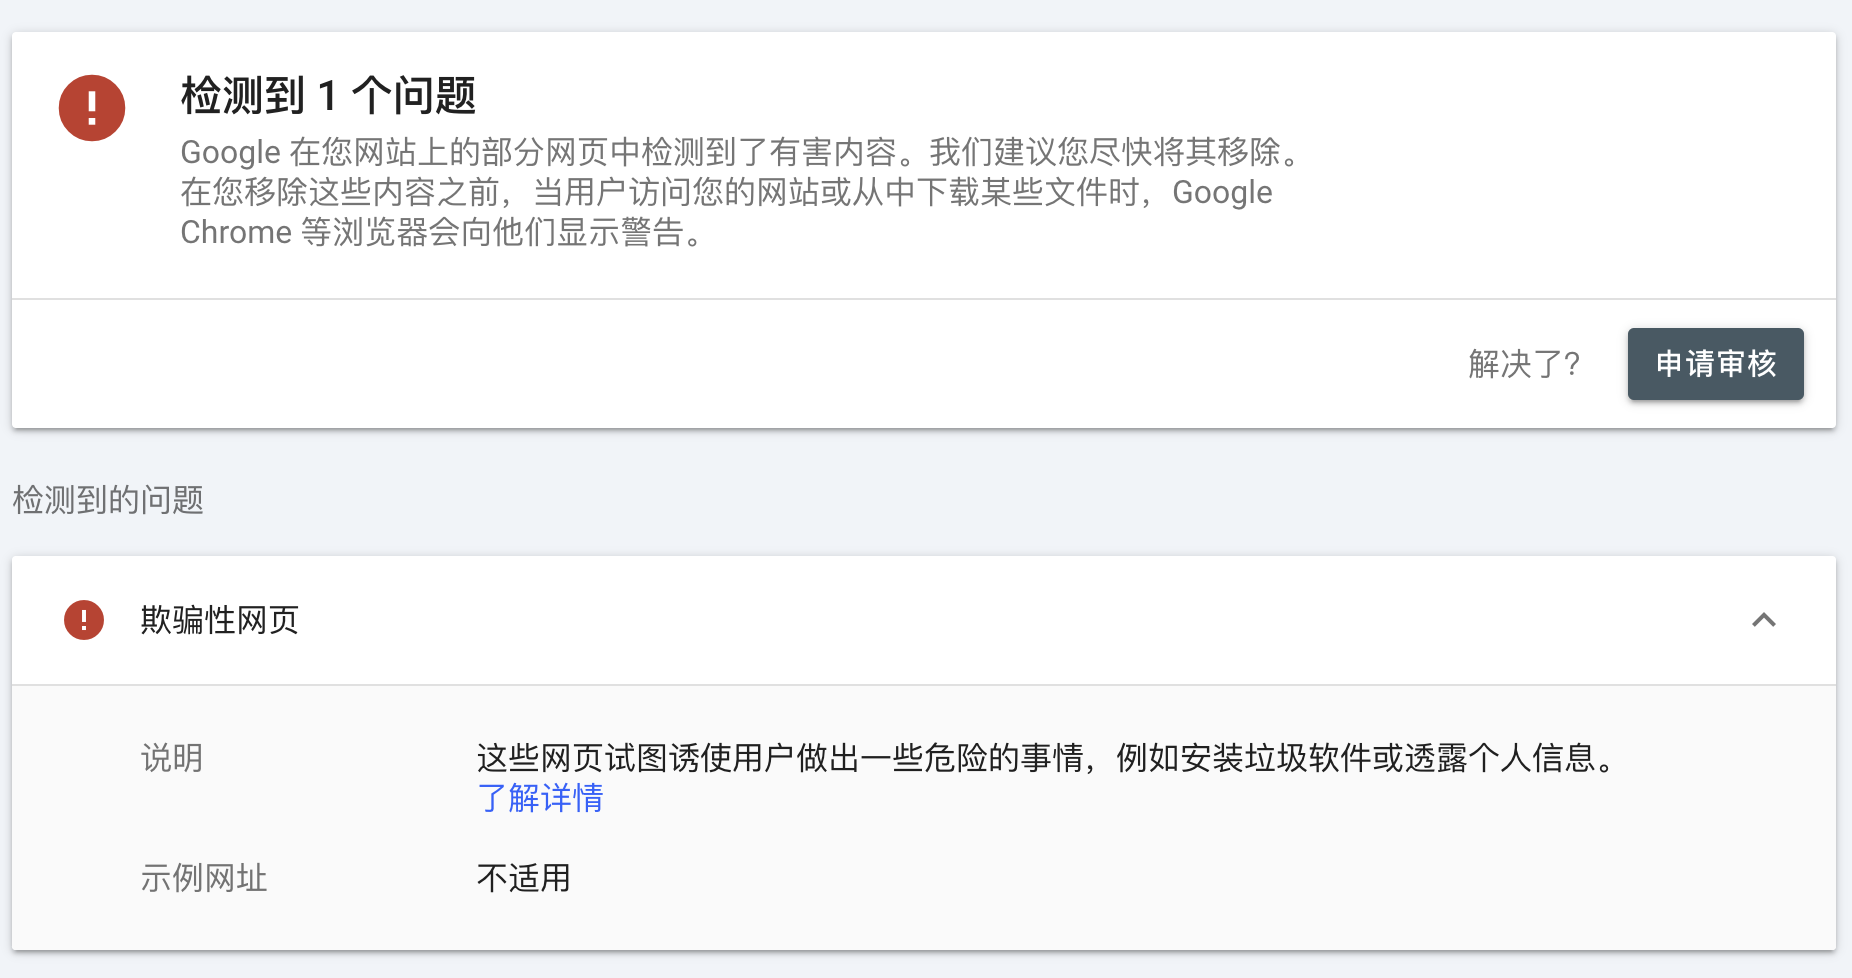 检测到 1 个问题
Google 在您网站上的部分网页中检测到了有害内容。我们建议您尽快将其移除。
在您移除这些内容之前，当用户访问您的网站或从中下载某些文件时，Google
Chrome 等浏览器会向他们显示警告。
解决了? 申请审核
检测到的问题
欺骗性网页
说明 这些网页试图诱使用户做出一些危险的事情，例如安装垃圾软件或透露个人信息。
了解详情
示例网址 不适用